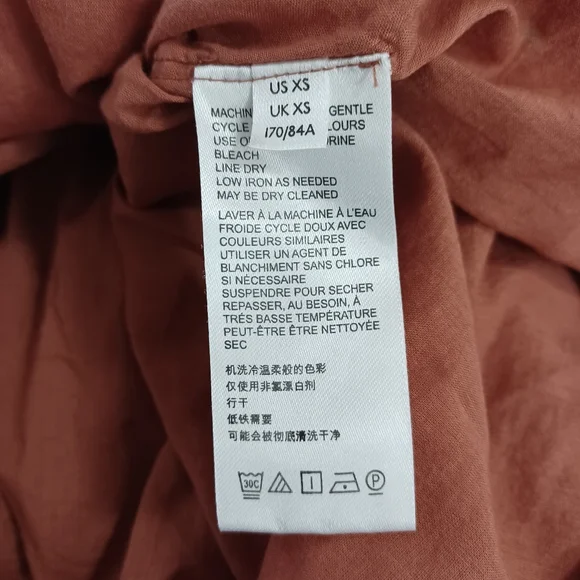 US XS
UK XS
170/84A
GENTLE
CYCLE
USE
BLEACH
LINE DRY
LOW IRON AS NEEDED
MAY BE DRY CLEANED
LAVER À LA MACHINE À L'EAU
FROIDE CYCLE DOUX AVEC
COULEURS SIMILAIRES
UTILISER UN AGENT DE
BLANCHIMENT SANS CHLORE
SI NÉCESSAIRE
SUSPENDRE POUR SECHER
REPASSER, AU BESOIN, À
TRÉS BASSE TEMPÉRATURE
PEUT-ÊTRE ÊTRE NETTOYÉE
SEC
机洗冷温柔般的色彩
仅使用非氯漂白剂
行干
低铁需要
可能会被彻底清洗干净
30C P